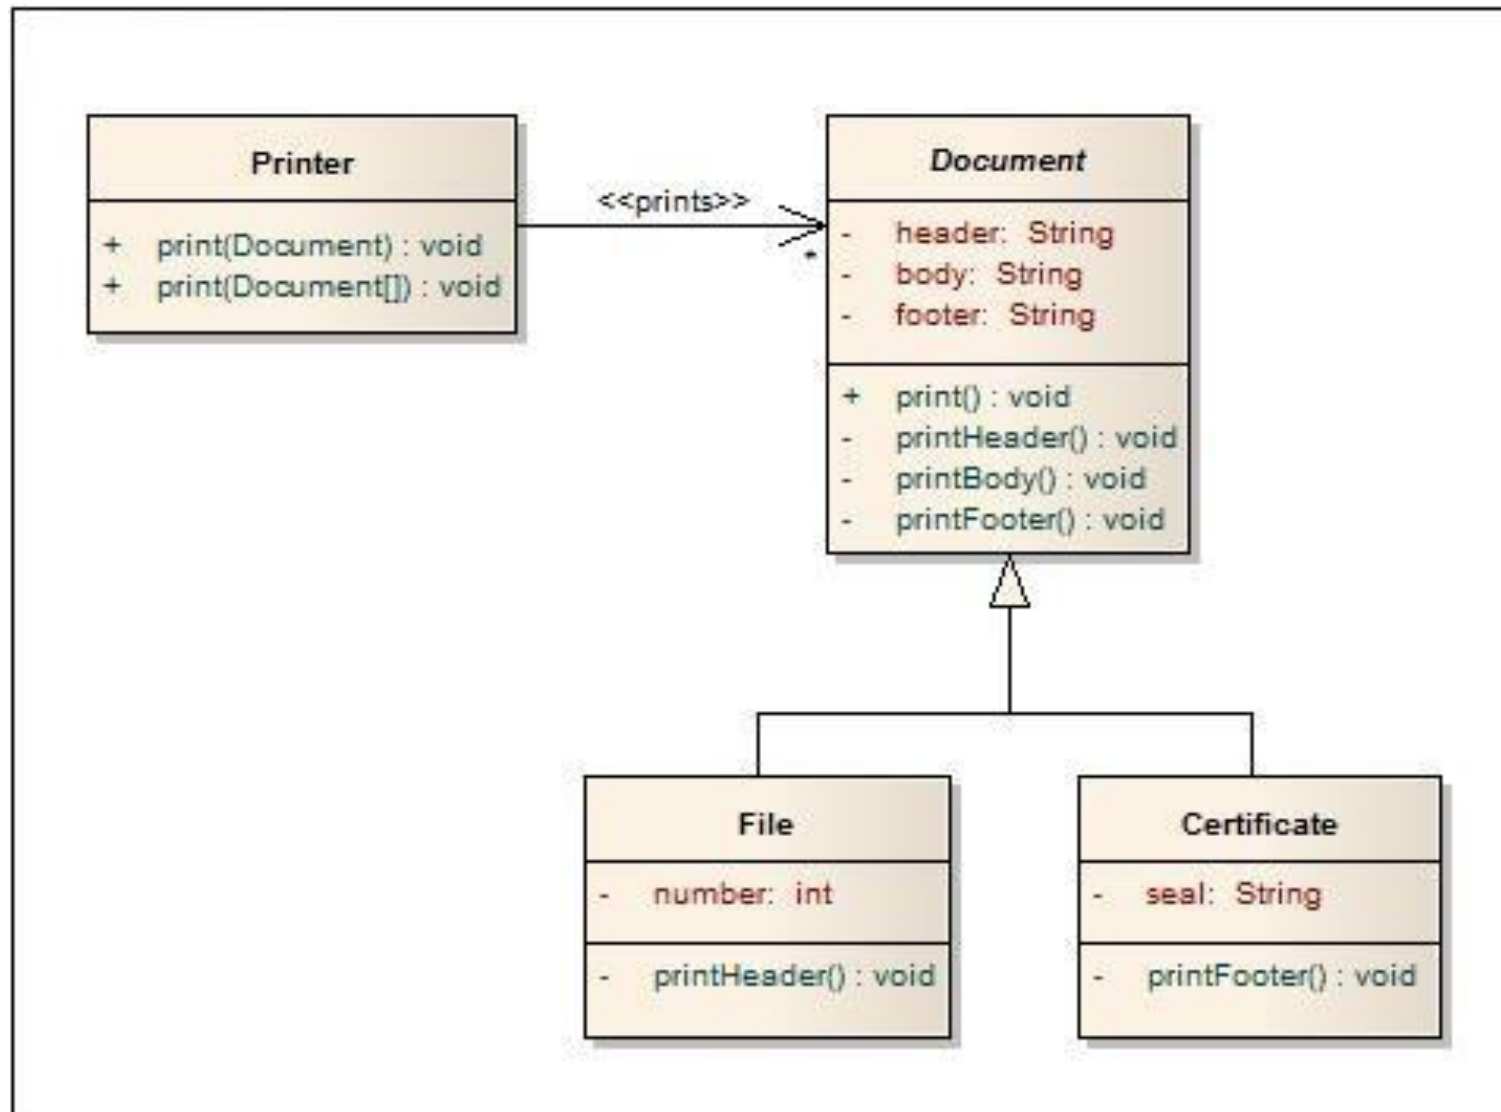 Printer
+ print(Document) : void
+ print(Document[]) : void
<<prints>>
*
Document
- header: String
- body: String
- footer: String
+ print() : void
- printHeader() : void
- printBody() : void
- printFooter() : void
File
- number: int
- printHeader() : void
Certificate
- seal: String
- printFooter() : void